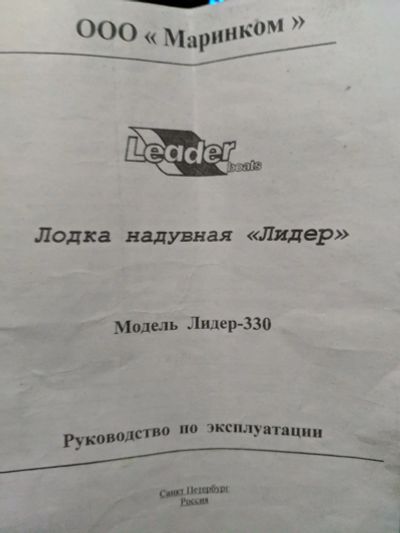 ООО « Маринком »
Leader
boats
Лодка надувная «Лидер»
Модель Лидер-330
Руководство по эксплуатации
Санкт Петербург
Россия